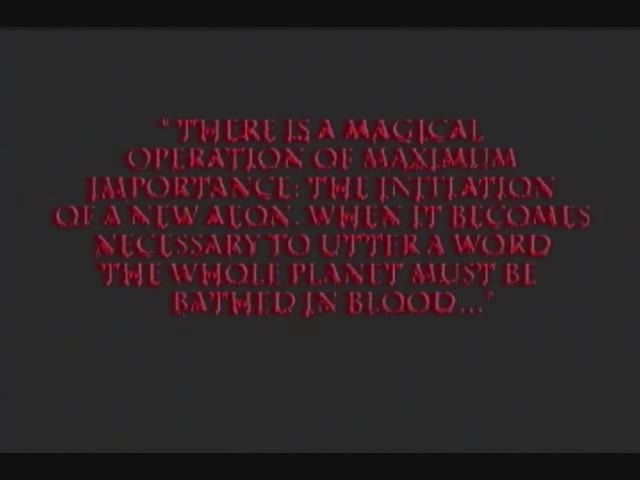 “THERE IS A MAGICAL
OPERATION OF MAXIMUM
IMPORTANCE: THE INITIATION
OF A NEW AEON. WHEN IT BECOMES
NECESSARY TO UTTER A WORD
THE WHOLE PLANET MUST BE
BATHED IN BLOOD...”